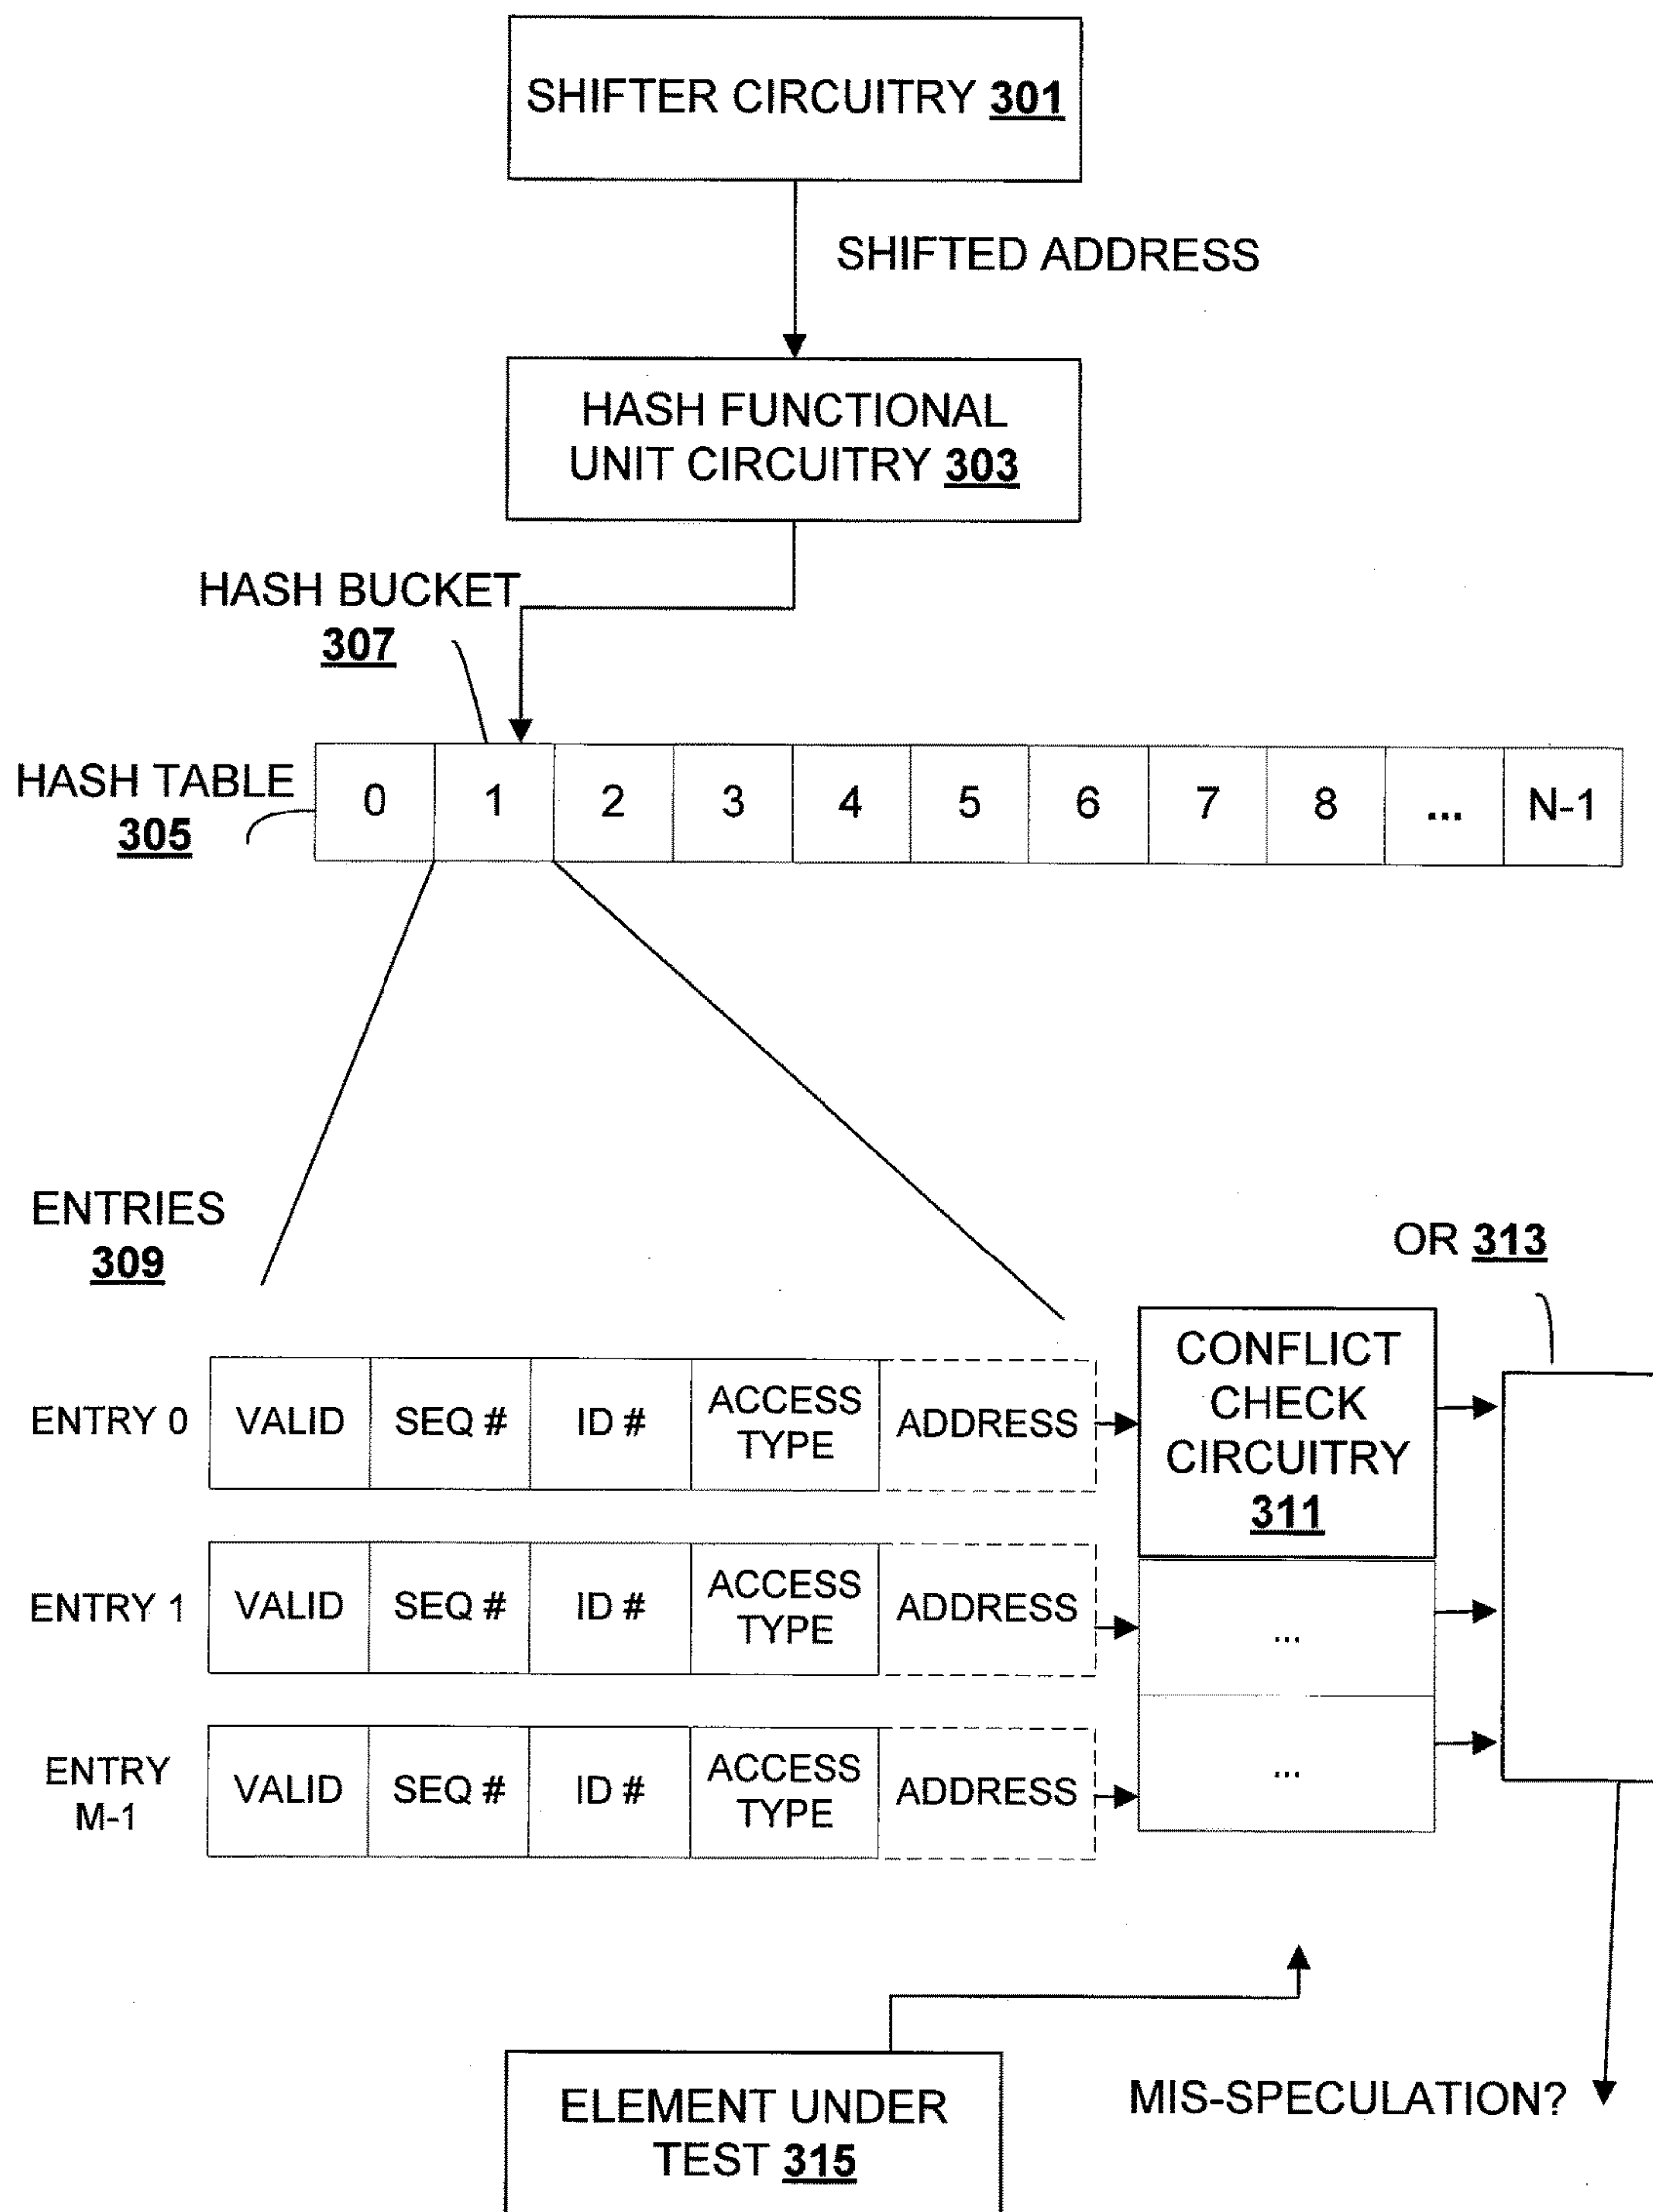 SHIFTER CIRCUITRY 301
SHIFTED ADDRESS
HASH FUNCTIONAL
UNIT CIRCUITRY 303
HASH BUCKET
307
HASH TABLE
305
0 1 2 3 4 5 6 7 8 ... N-1
ENTRIES
309
OR 313
CONFLICT
CHECK
CIRCUITRY
311
ENTRY 0 VALID SEQ # ID # ACCESS TYPE ADDRESS
ENTRY 1 VALID SEQ # ID # ACCESS TYPE ADDRESS
...
ENTRY M-1 VALID SEQ # ID # ACCESS TYPE ADDRESS
...
ELEMENT UNDER
TEST 315
MIS-SPECULATION?